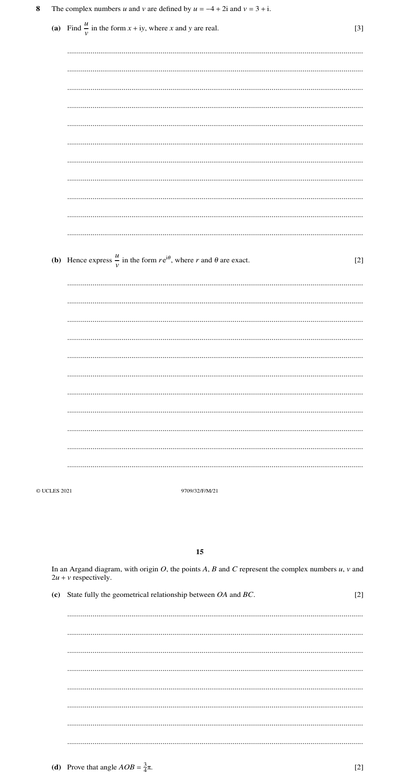 8 The complex numbers u and v are defined by u = −4 + 2i and v = 3 + i.
(a) Find u/v in the form x + iy, where x and y are real. [3]
(b) Hence express u/v in the form re^{iθ}, where r and θ are exact. [2]
© UCLES 2021 9709/32/F/M/21
15
In an Argand diagram, with origin O, the points A, B and C represent the complex numbers u, v and
2u + v respectively.
(c) State fully the geometrical relationship between OA and BC. [2]
(d) Prove that angle AOB = ¾π. [2]